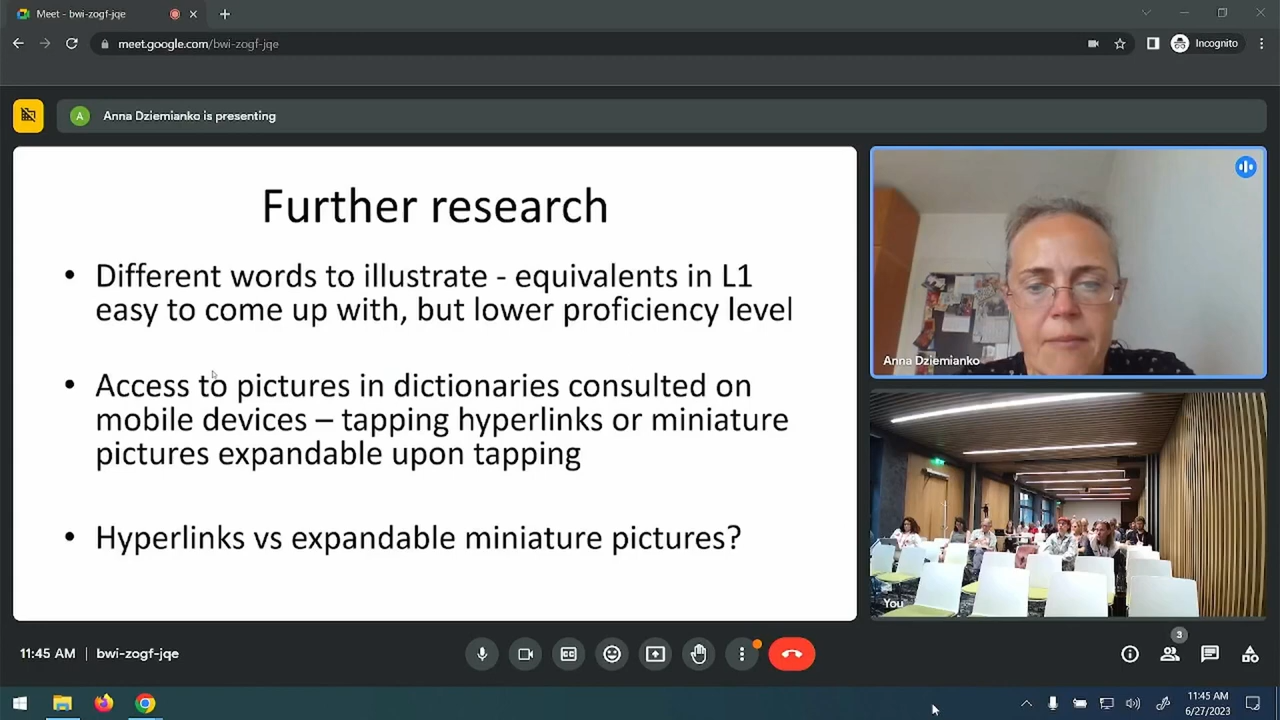 Meet - bwi-zogf-jqe
meet.google.com/bwi-zogf-jqe
Incognito
A
Anna Dziemianko is presenting
Further research
• Different words to illustrate - equivalents in L1
easy to come up with, but lower proficiency level
• Access to pictures in dictionaries consulted on
mobile devices – tapping hyperlinks or miniature
pictures expandable upon tapping
• Hyperlinks vs expandable miniature pictures?
Anna Dziemianko
You
11:45 AM | bwi-zogf-jqe
3
11:45 AM
6/27/2023